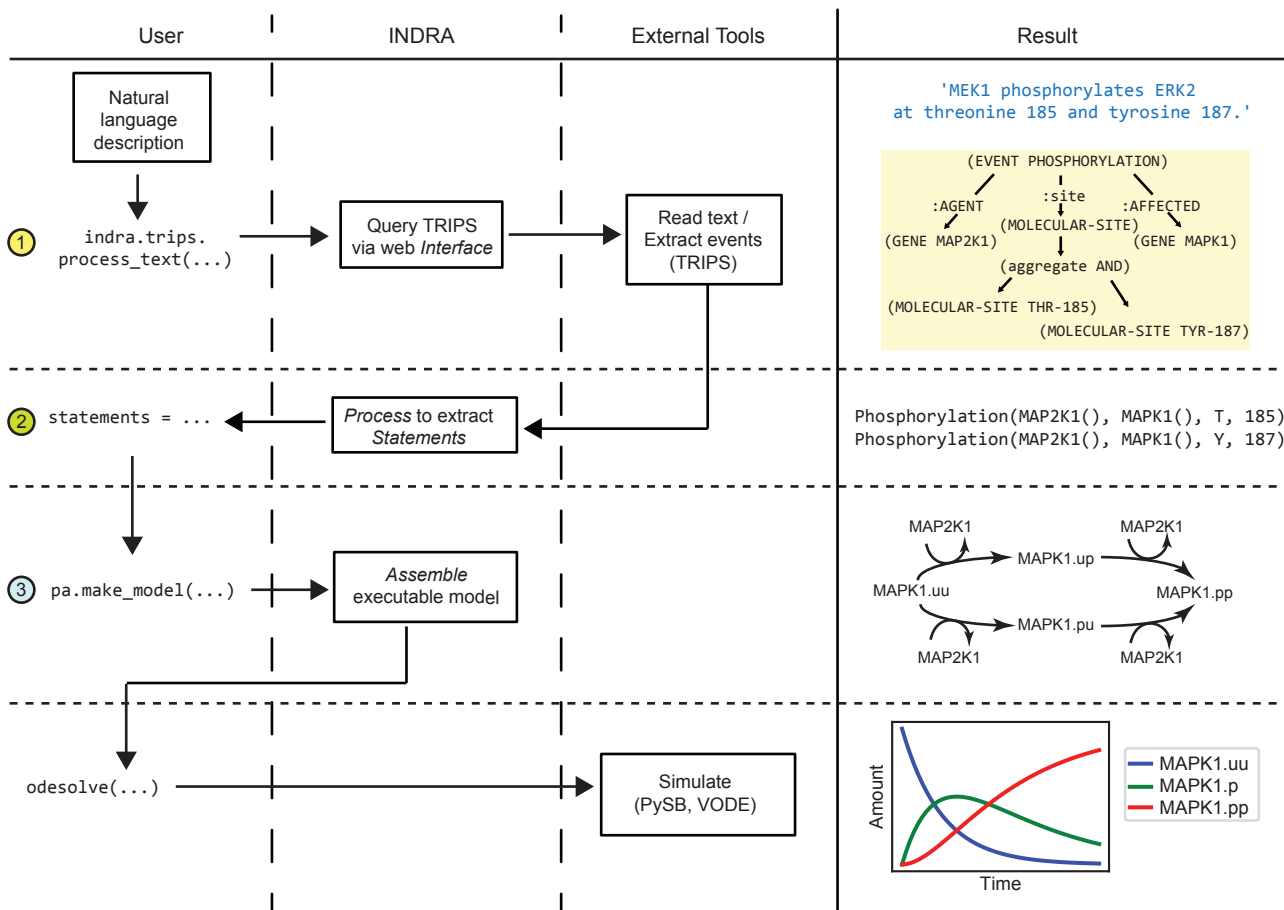 User
INDRA
External Tools
Result
Natural
language
description
'MEK1 phosphorylates ERK2
at threonine 185 and tyrosine 187.'
1
indra.trips.
process_text(...)
Query TRIPS
via web Interface
Read text /
Extract events
(TRIPS)
(EVENT PHOSPHORYLATION)
:AGENT
:site
:AFFECTED
(GENE MAP2K1)
(MOLECULAR-SITE)
(GENE MAPK1)
(aggregate AND)
(MOLECULAR-SITE THR-185)
(MOLECULAR-SITE TYR-187)
2
statements = ...
Process to extract
Statements
Phosphorylation(MAP2K1(), MAPK1(), T, 185)
Phosphorylation(MAP2K1(), MAPK1(), Y, 187)
3
pa.make_model(...)
Assemble
executable model
MAP2K1
MAP2K1
MAPK1.up
MAPK1.uu
MAPK1.pp
MAPK1.pu
MAP2K1
MAP2K1
odesolve(...)
Simulate
(PySB, VODE)
Amount
Time
MAPK1.uu
MAPK1.p
MAPK1.pp